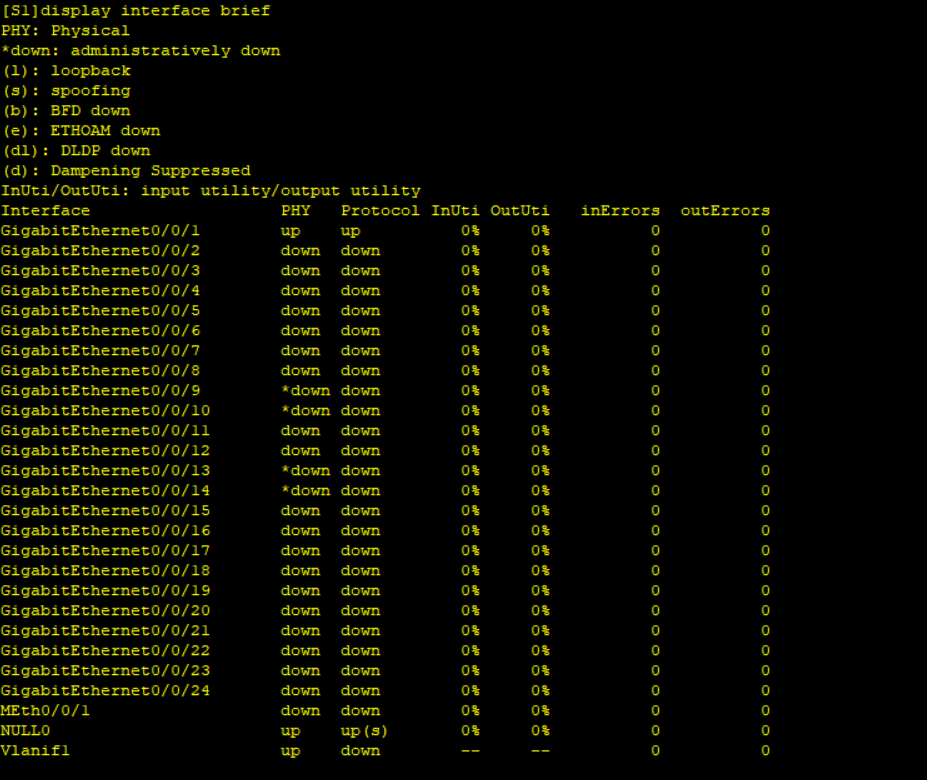 [S1]display interface brief
PHY: Physical
*down: administratively down
(l): loopback
(s): spoofing
(b): BFD down
(e): ETHOAM down
(dl): DLDP down
(d): Dampening Suppressed
InUti/OutUti: input utility/output utility
Interface                   PHY   Protocol InUti OutUti   inErrors  outErrors
GigabitEthernet0/0/1        up    up          0%     0%          0          0
GigabitEthernet0/0/2        down  down        0%     0%          0          0
GigabitEthernet0/0/3        down  down        0%     0%          0          0
GigabitEthernet0/0/4        down  down        0%     0%          0          0
GigabitEthernet0/0/5        down  down        0%     0%          0          0
GigabitEthernet0/0/6        down  down        0%     0%          0          0
GigabitEthernet0/0/7        down  down        0%     0%          0          0
GigabitEthernet0/0/8        down  down        0%     0%          0          0
GigabitEthernet0/0/9        *down down        0%     0%          0          0
GigabitEthernet0/0/10       *down down        0%     0%          0          0
GigabitEthernet0/0/11       down  down        0%     0%          0          0
GigabitEthernet0/0/12       down  down        0%     0%          0          0
GigabitEthernet0/0/13       *down down        0%     0%          0          0
GigabitEthernet0/0/14       *down down        0%     0%          0          0
GigabitEthernet0/0/15       down  down        0%     0%          0          0
GigabitEthernet0/0/16       down  down        0%     0%          0          0
GigabitEthernet0/0/17       down  down        0%     0%          0          0
GigabitEthernet0/0/18       down  down        0%     0%          0          0
GigabitEthernet0/0/19       down  down        0%     0%          0          0
GigabitEthernet0/0/20       down  down        0%     0%          0          0
GigabitEthernet0/0/21       down  down        0%     0%          0          0
GigabitEthernet0/0/22       down  down        0%     0%          0          0
GigabitEthernet0/0/23       down  down        0%     0%          0          0
GigabitEthernet0/0/24       down  down        0%     0%          0          0
MEth0/0/1                   down  down        0%     0%          0          0
NULL0                       up    up(s)       0%     0%          0          0
Vlanif1                     up    down        --     --          0          0